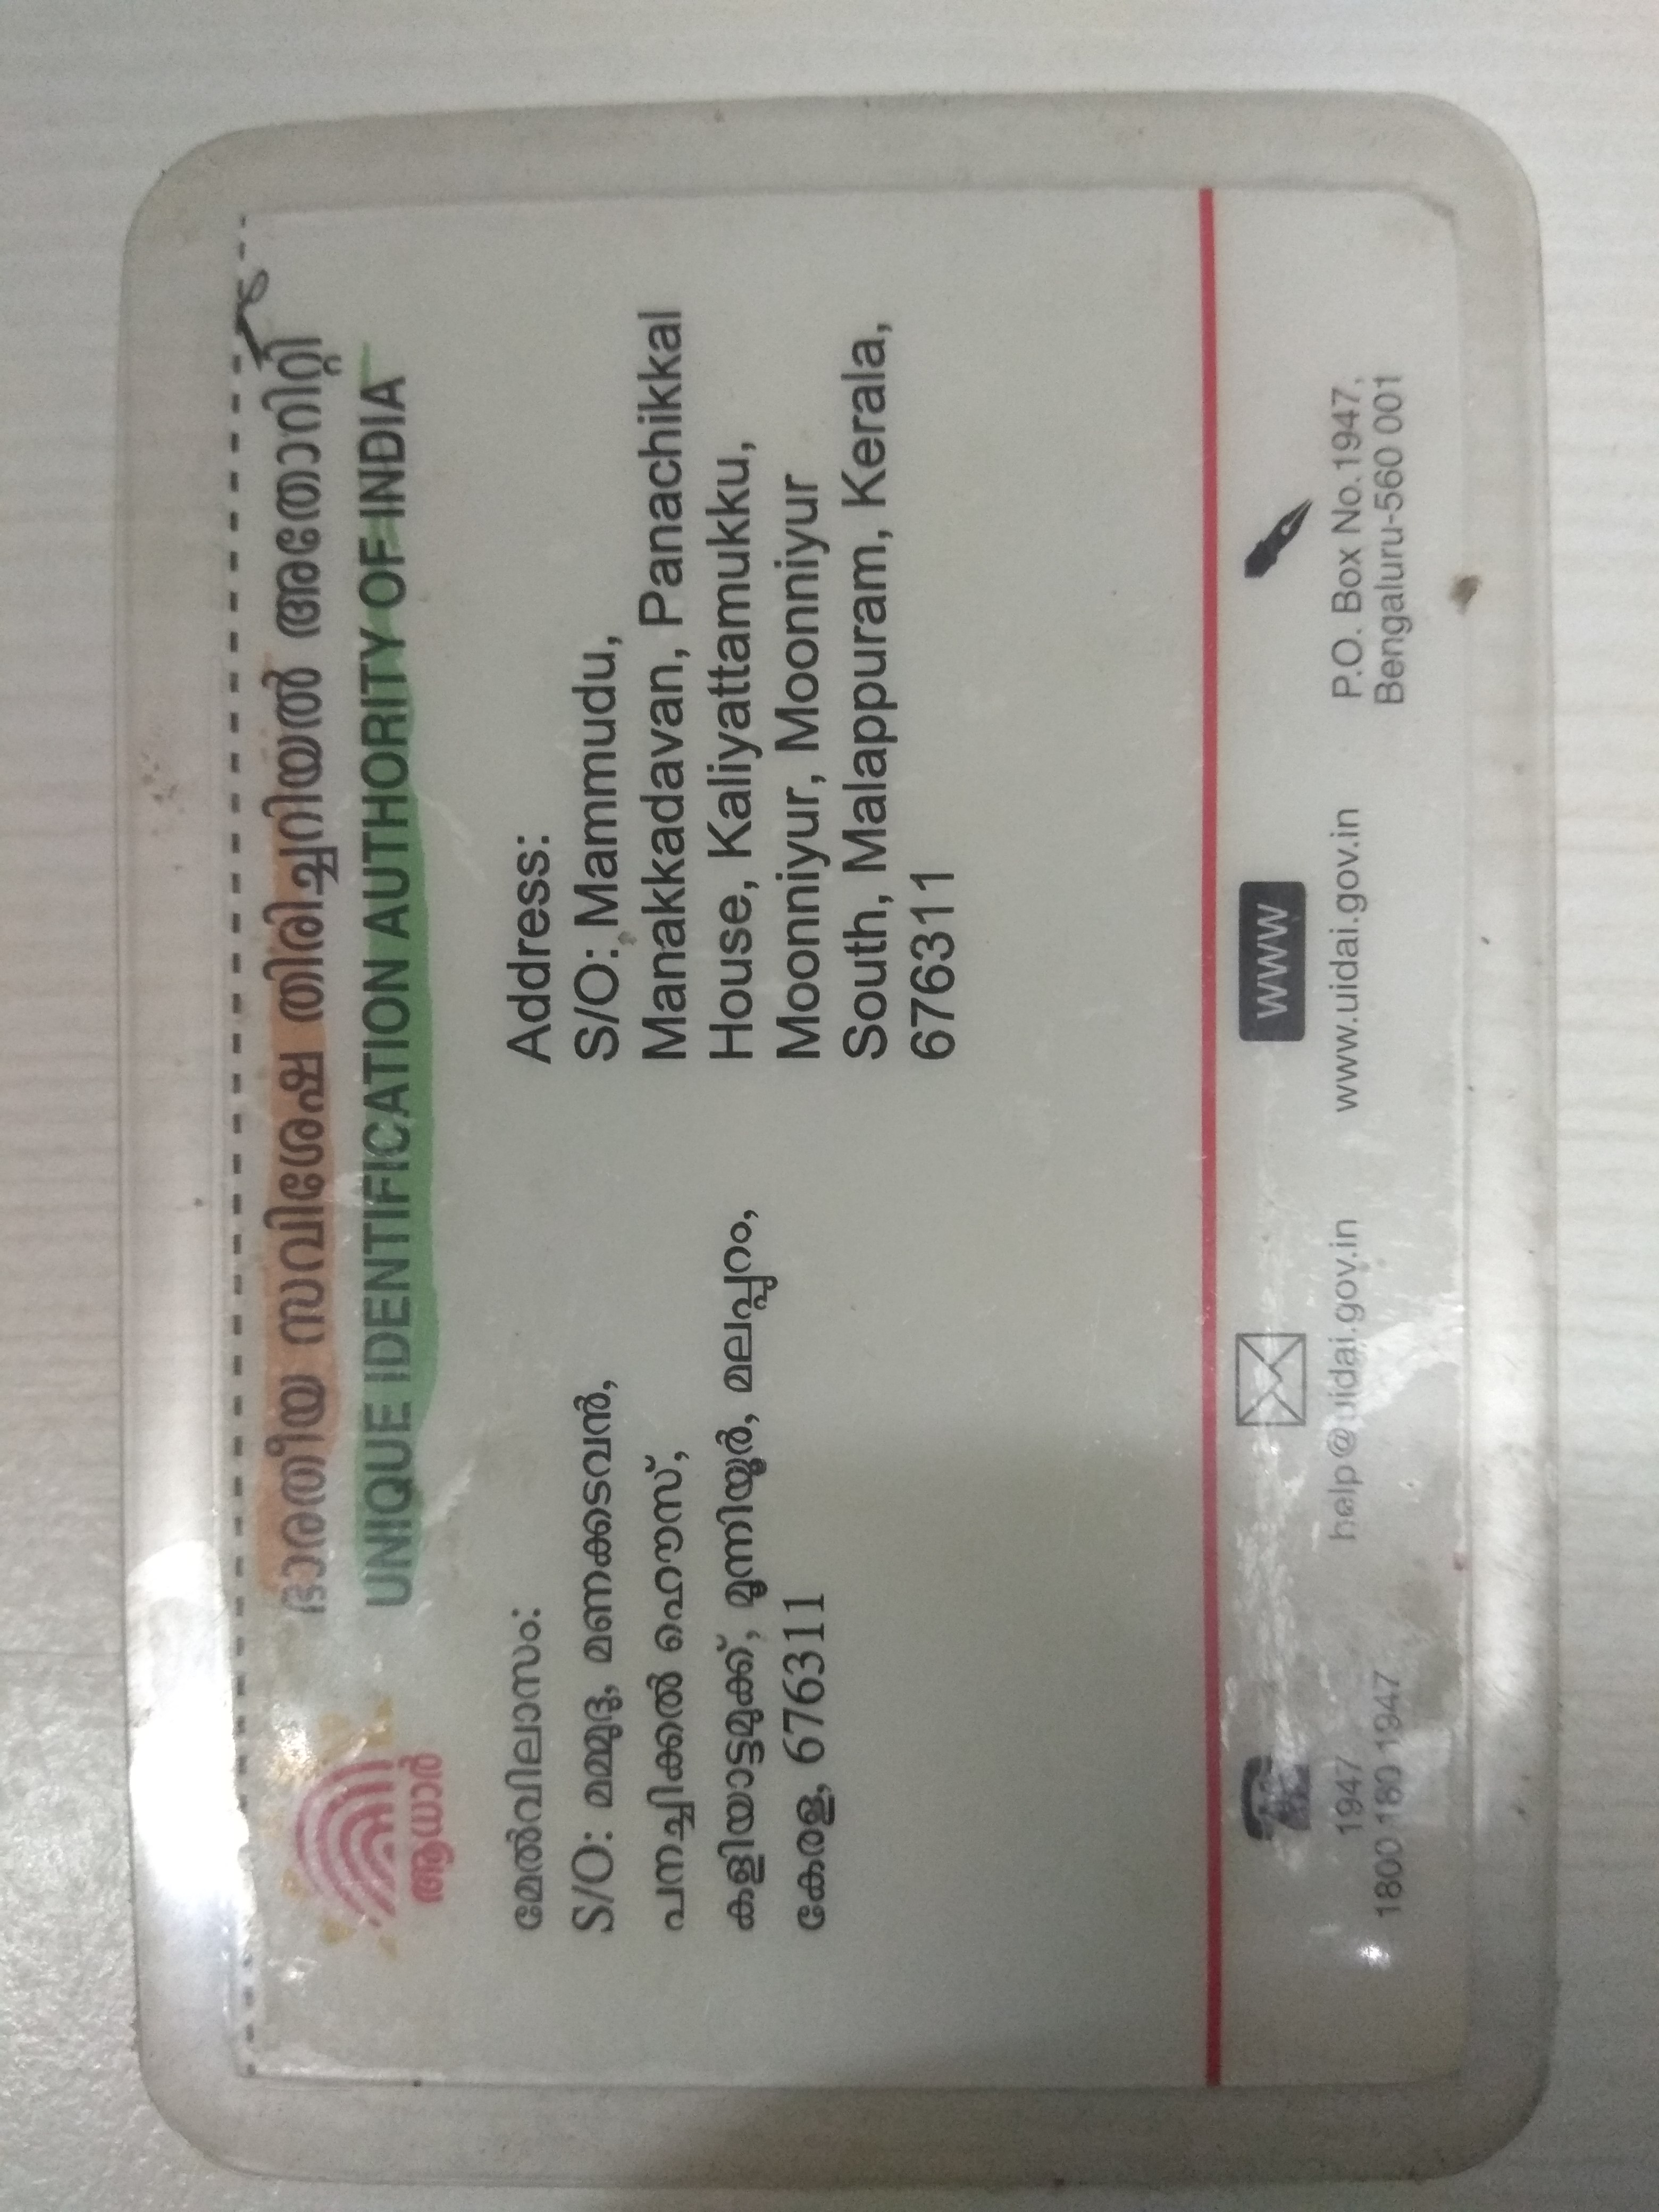 ഭാരതീയ സവിശേഷ തിരിച്ചറിയൽ അതോറിറ്റി
UNIQUE IDENTIFICATION AUTHORITY OF INDIA
ആധാർ
മേൽവിലാസം:
S/O: മമ്മുദു, മണക്കടവൻ,
പനച്ചിക്കൽ ഹൌസ്,
കളിയാട്ടമുക്ക്, മൂന്നിയൂർ, മലപ്പുറം,
കേരള, 676311
Address:
S/O: Mammudu,
Manakkadavan, Panachikkal
House, Kaliyattamukku,
Moonniyur, Moonniyur
South, Malappuram, Kerala,
676311
1947
1800 180 1947
help@uidai.gov.in
WWW
www.uidai.gov.in
P.O. Box No.1947,
Bengaluru-560 001